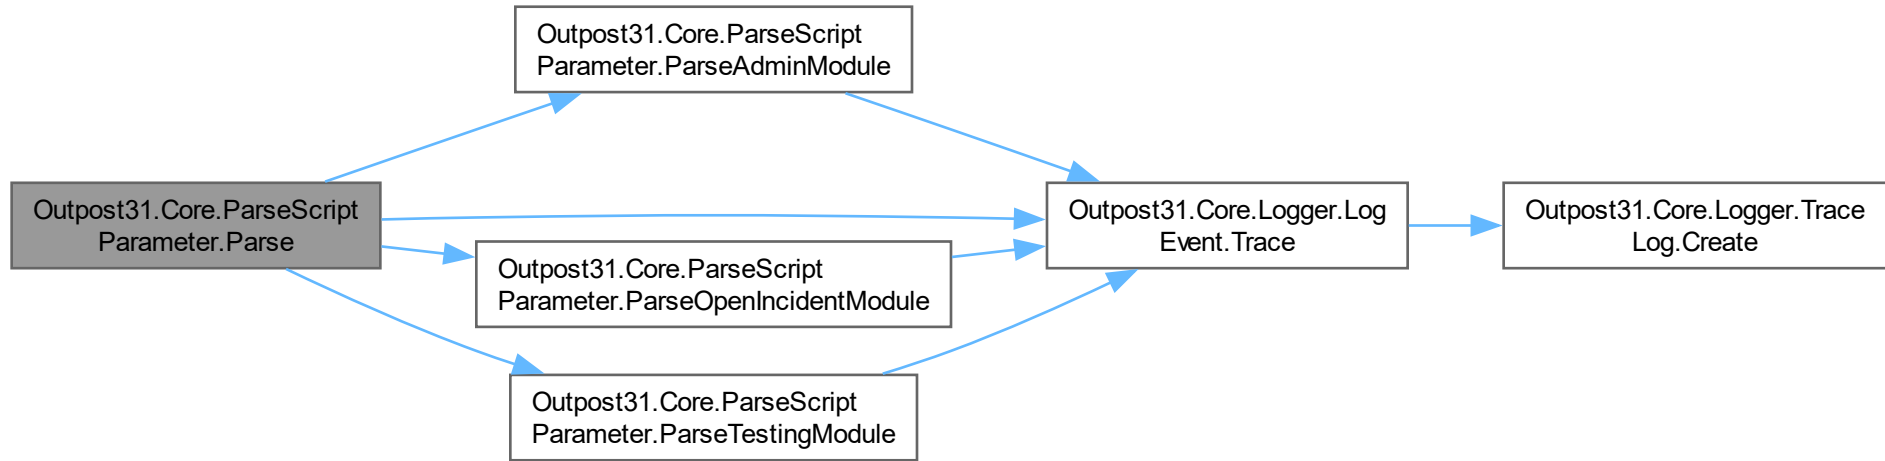 Outpost31.Core.ParseScript
Parameter.ParseAdminModule
Outpost31.Core.ParseScript
Parameter.Parse
Outpost31.Core.Logger.Log
Event.Trace
Outpost31.Core.Logger.Trace
Log.Create
Outpost31.Core.ParseScript
Parameter.ParseOpenIncidentModule
Outpost31.Core.ParseScript
Parameter.ParseTestingModule